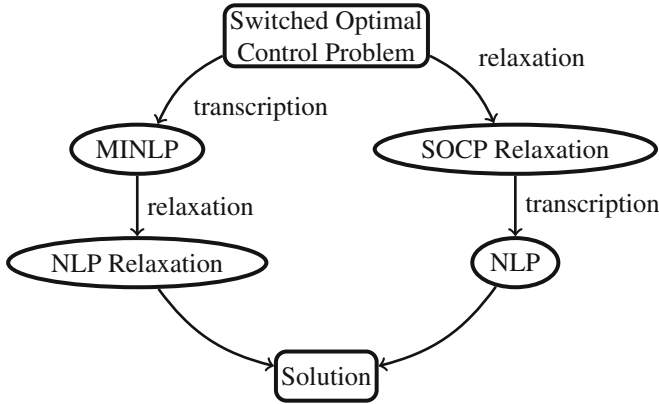 Switched Optimal
Control Problem
relaxation
transcription
MINLP
SOCP Relaxation
relaxation
transcription
NLP Relaxation
NLP
Solution